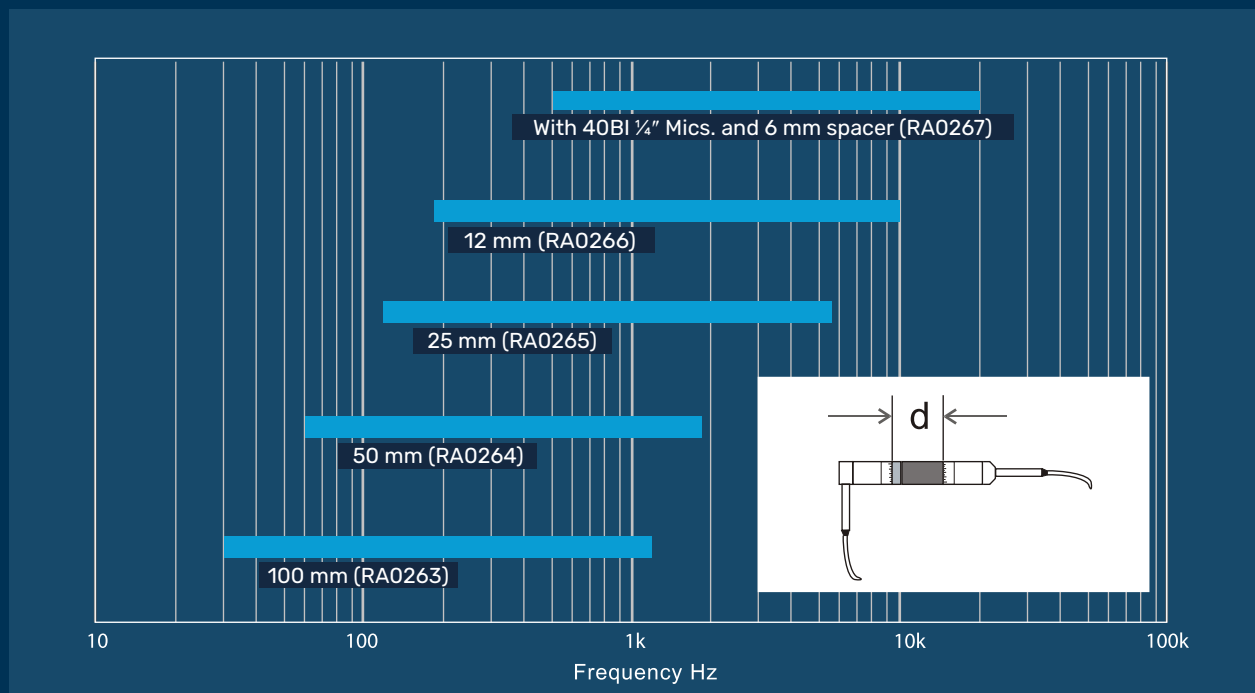 With 40BI ¼″ Mics. and 6 mm spacer (RA0267)
12 mm (RA0266)
25 mm (RA0265)
50 mm (RA0264)
d
100 mm (RA0263)
10 100 1k 10k 100k
Frequency Hz